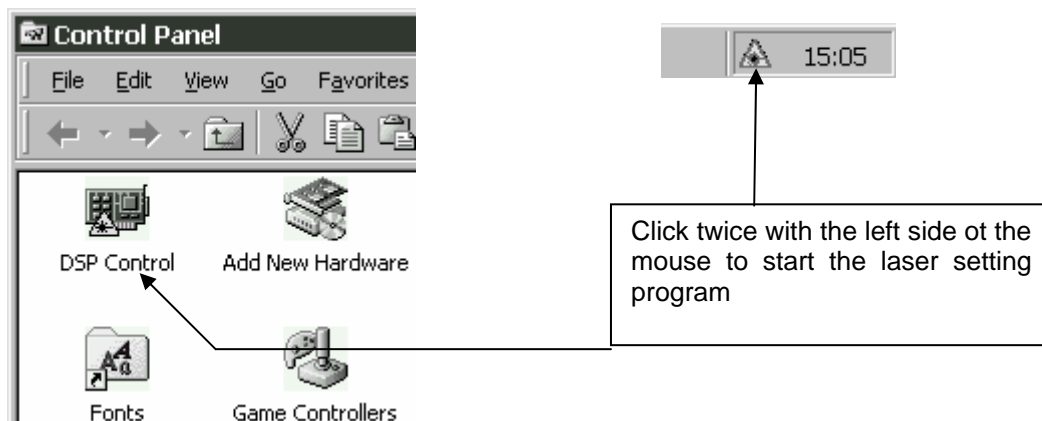 Control Panel
File Edit View Go Favorites
DSP Control Add New Hardware
Fonts Game Controllers
15:05
Click twice with the left side ot the
mouse to start the laser setting
program